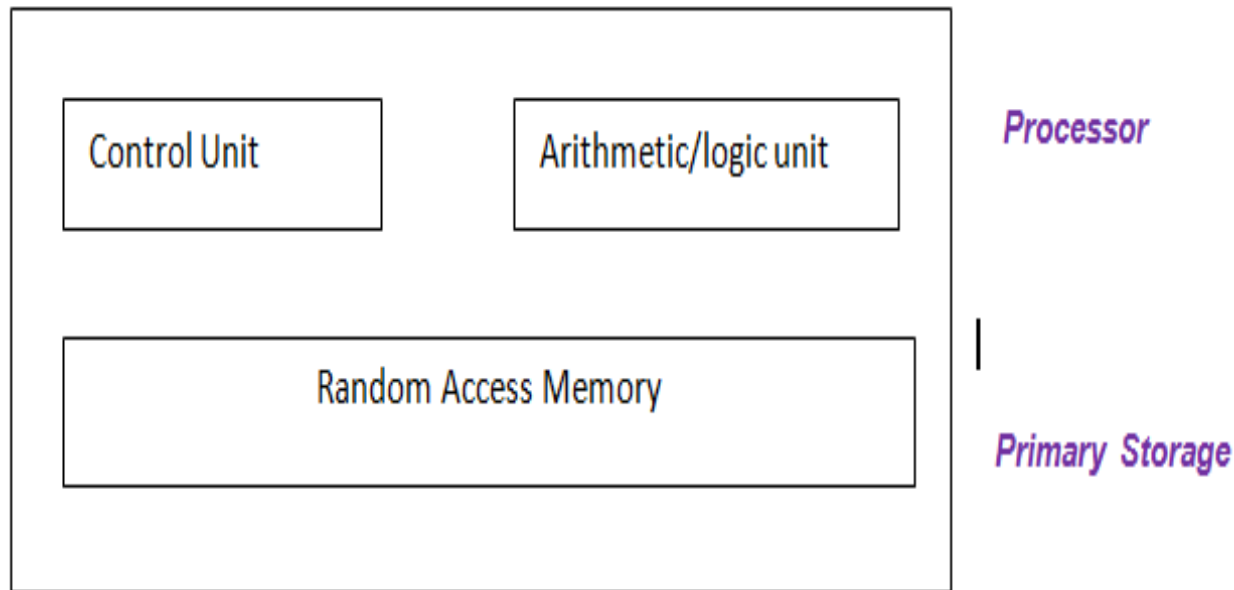 Control Unit
Arithmetic/logic unit
Processor
Random Access Memory
Primary Storage